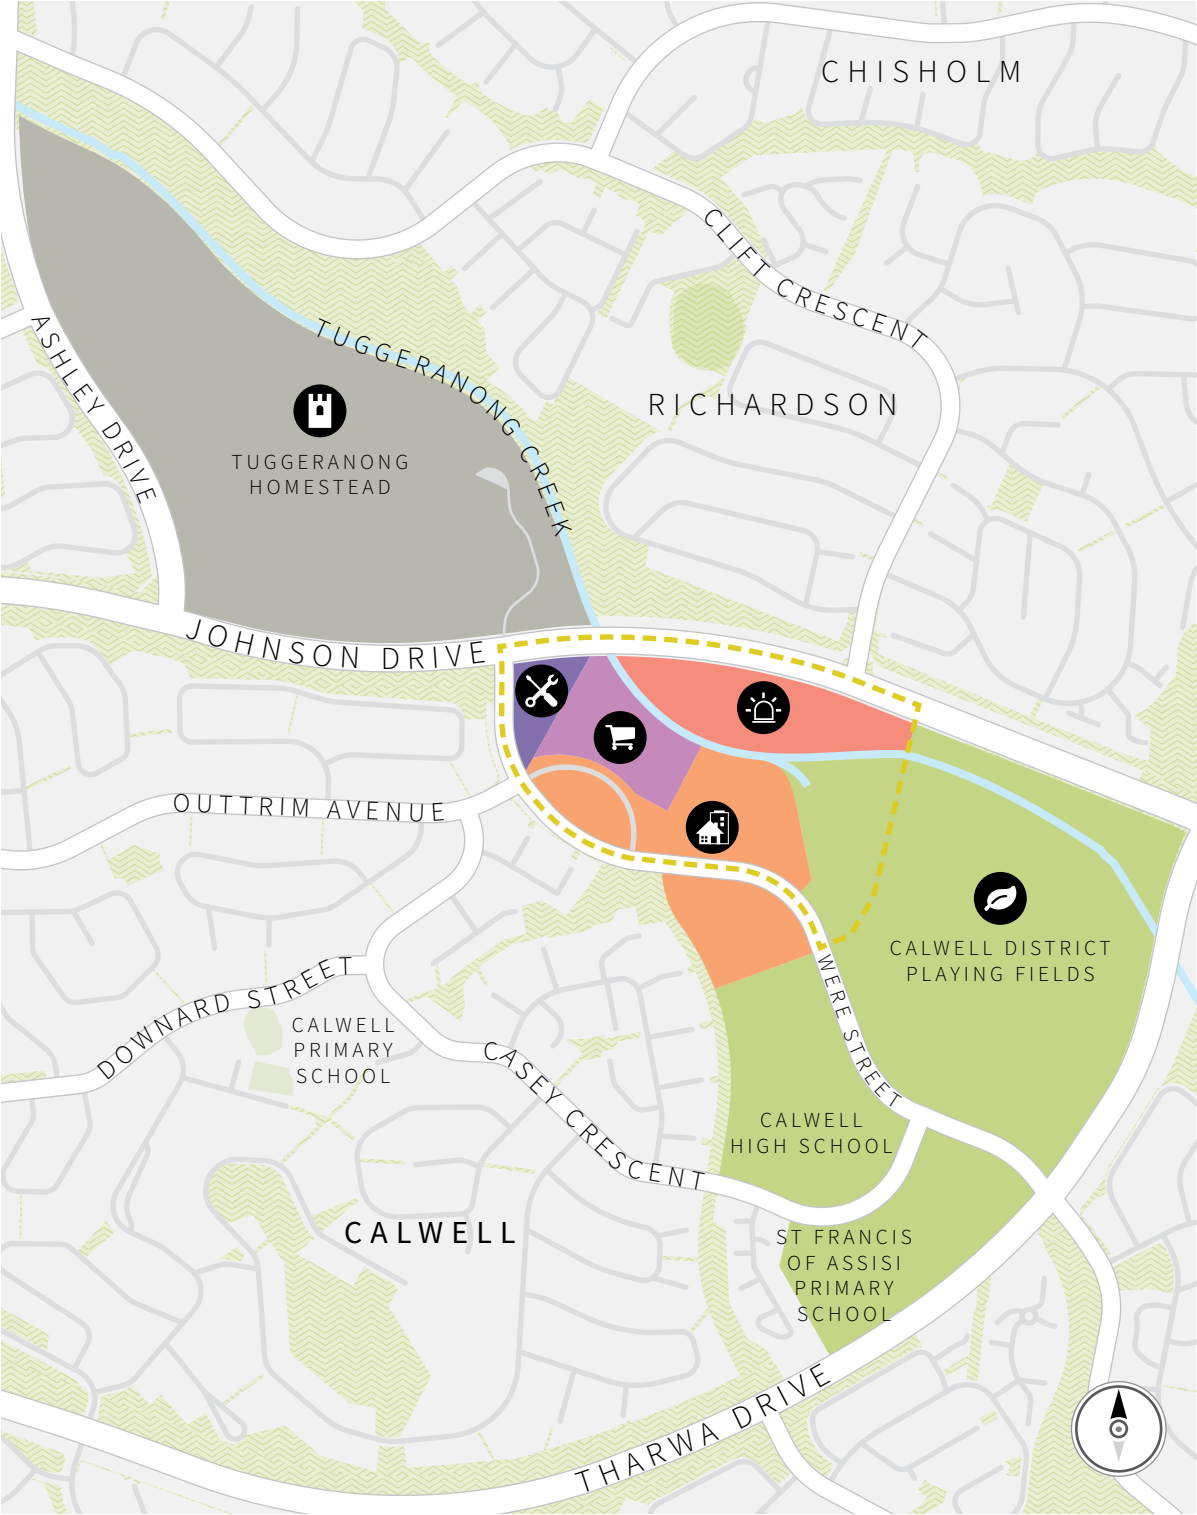 CHISHOLM
CLIFT CRESCENT
TUGGERANONG CREEK
ASHLEY DRIVE
RICHARDSON
TUGGERANONG
HOMESTEAD
JOHNSON DRIVE
OUTTRIM AVENUE
CALWELL DISTRICT
PLAYING FIELDS
DOWNARD STREET
WERE STREET
CALWELL
PRIMARY
SCHOOL
CASEY CRESCENT
CALWELL
HIGH SCHOOL
CALWELL
ST FRANCIS
OF ASSISI
PRIMARY
SCHOOL
THARWA DRIVE